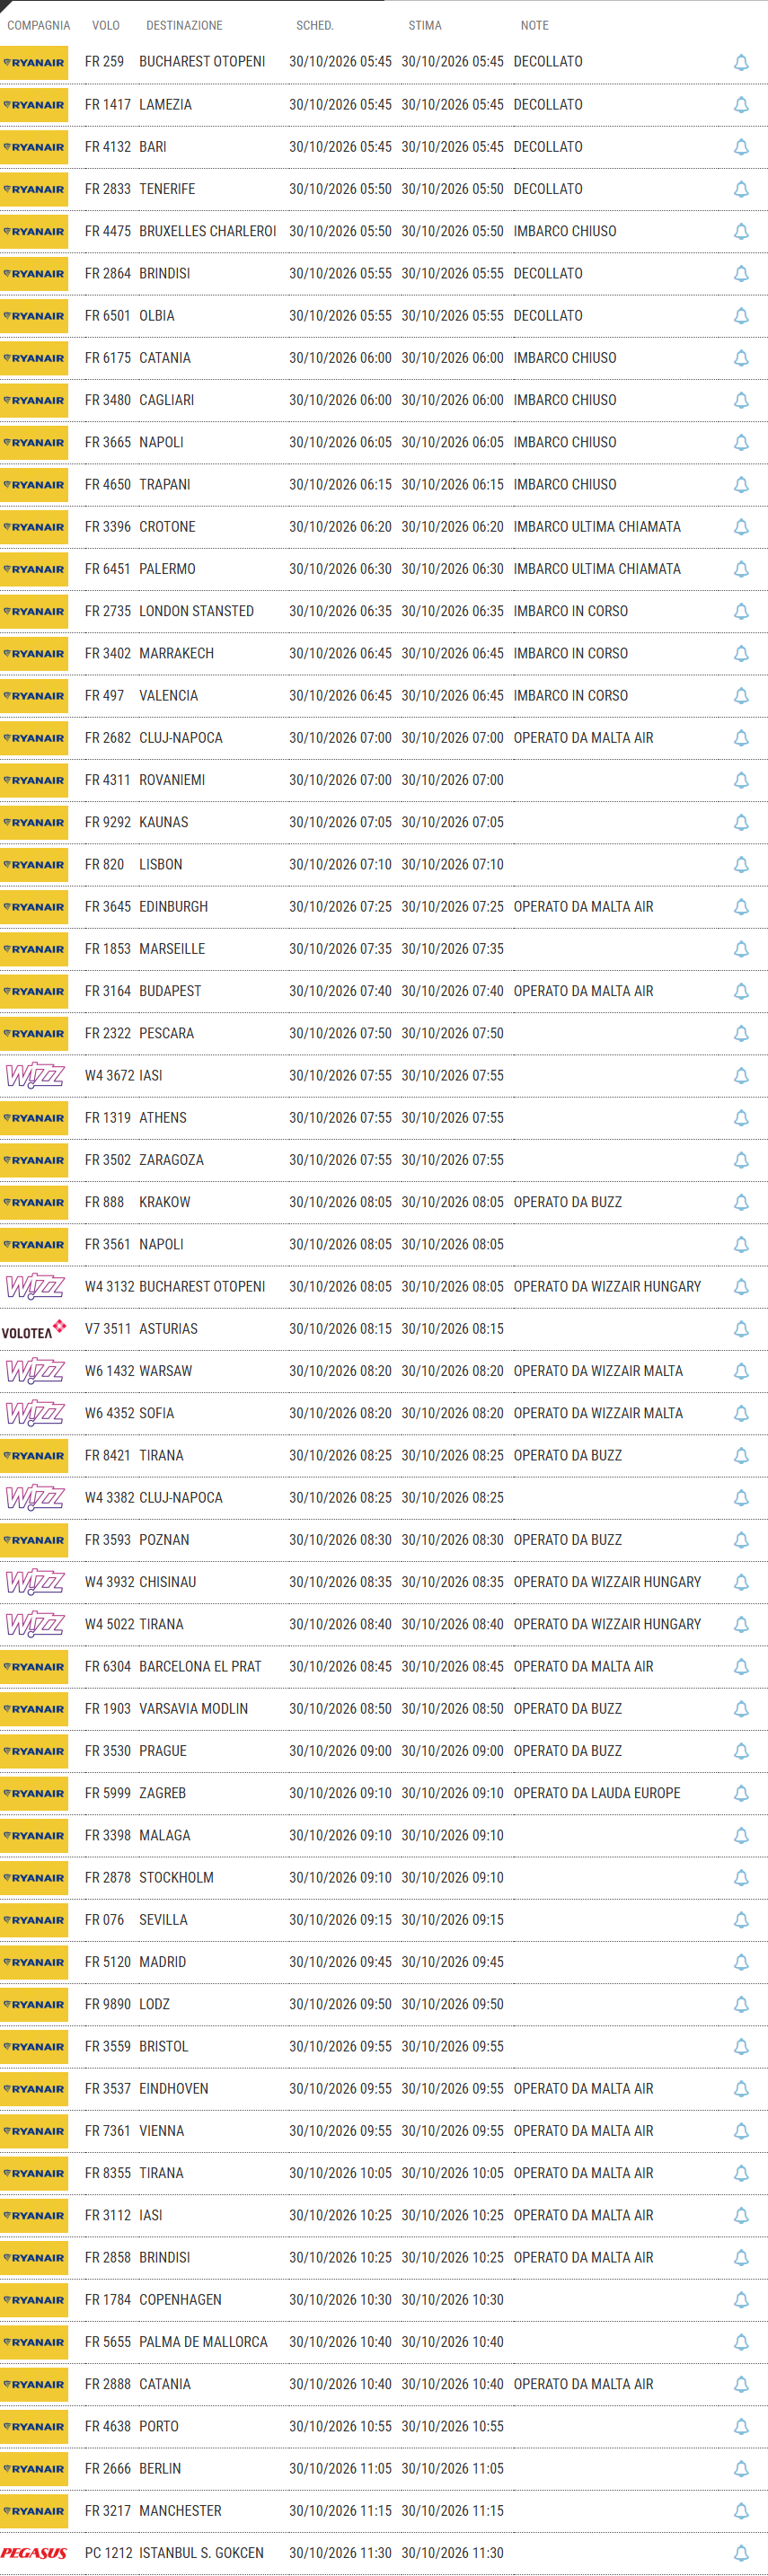 COMPAGNIA VOLO DESTINAZIONE SCHED. STIMA NOTE
RYANAIR FR 259 BUCHAREST OTOPENI 30/10/2026 05:45 30/10/2026 05:45 DECOLLATO
RYANAIR FR 1417 LAMEZIA 30/10/2026 05:45 30/10/2026 05:45 DECOLLATO
RYANAIR FR 4132 BARI 30/10/2026 05:45 30/10/2026 05:45 DECOLLATO
RYANAIR FR 2833 TENERIFE 30/10/2026 05:50 30/10/2026 05:50 DECOLLATO
RYANAIR FR 4475 BRUXELLES CHARLEROI 30/10/2026 05:50 30/10/2026 05:50 IMBARCO CHIUSO
RYANAIR FR 2864 BRINDISI 30/10/2026 05:55 30/10/2026 05:55 DECOLLATO
RYANAIR FR 6501 OLBIA 30/10/2026 05:55 30/10/2026 05:55 DECOLLATO
RYANAIR FR 6175 CATANIA 30/10/2026 06:00 30/10/2026 06:00 IMBARCO CHIUSO
RYANAIR FR 3480 CAGLIARI 30/10/2026 06:00 30/10/2026 06:00 IMBARCO CHIUSO
RYANAIR FR 3665 NAPOLI 30/10/2026 06:05 30/10/2026 06:05 IMBARCO CHIUSO
RYANAIR FR 4650 TRAPANI 30/10/2026 06:15 30/10/2026 06:15 IMBARCO CHIUSO
RYANAIR FR 3396 CROTONE 30/10/2026 06:20 30/10/2026 06:20 IMBARCO ULTIMA CHIAMATA
RYANAIR FR 6451 PALERMO 30/10/2026 06:30 30/10/2026 06:30 IMBARCO ULTIMA CHIAMATA
RYANAIR FR 2735 LONDON STANSTED 30/10/2026 06:35 30/10/2026 06:35 IMBARCO IN CORSO
RYANAIR FR 3402 MARRAKECH 30/10/2026 06:45 30/10/2026 06:45 IMBARCO IN CORSO
RYANAIR FR 497 VALENCIA 30/10/2026 06:45 30/10/2026 06:45 IMBARCO IN CORSO
RYANAIR FR 2682 CLUJ-NAPOCA 30/10/2026 07:00 30/10/2026 07:00 OPERATO DA MALTA AIR
RYANAIR FR 4311 ROVANIEMI 30/10/2026 07:00 30/10/2026 07:00
RYANAIR FR 9292 KAUNAS 30/10/2026 07:05 30/10/2026 07:05
RYANAIR FR 820 LISBON 30/10/2026 07:10 30/10/2026 07:10
RYANAIR FR 3645 EDINBURGH 30/10/2026 07:25 30/10/2026 07:25 OPERATO DA MALTA AIR
RYANAIR FR 1853 MARSEILLE 30/10/2026 07:35 30/10/2026 07:35
RYANAIR FR 3164 BUDAPEST 30/10/2026 07:40 30/10/2026 07:40 OPERATO DA MALTA AIR
RYANAIR FR 2322 PESCARA 30/10/2026 07:50 30/10/2026 07:50
WIZZ W4 3672 IASI 30/10/2026 07:55 30/10/2026 07:55
RYANAIR FR 1319 ATHENS 30/10/2026 07:55 30/10/2026 07:55
RYANAIR FR 3502 ZARAGOZA 30/10/2026 07:55 30/10/2026 07:55
RYANAIR FR 888 KRAKOW 30/10/2026 08:05 30/10/2026 08:05 OPERATO DA BUZZ
RYANAIR FR 3561 NAPOLI 30/10/2026 08:05 30/10/2026 08:05
WIZZ W4 3132 BUCHAREST OTOPENI 30/10/2026 08:05 30/10/2026 08:05 OPERATO DA WIZZAIR HUNGARY
VOLOTEA V7 3511 ASTURIAS 30/10/2026 08:15 30/10/2026 08:15
WIZZ W6 1432 WARSAW 30/10/2026 08:20 30/10/2026 08:20 OPERATO DA WIZZAIR MALTA
WIZZ W6 4352 SOFIA 30/10/2026 08:20 30/10/2026 08:20 OPERATO DA WIZZAIR MALTA
RYANAIR FR 8421 TIRANA 30/10/2026 08:25 30/10/2026 08:25 OPERATO DA BUZZ
WIZZ W4 3382 CLUJ-NAPOCA 30/10/2026 08:25 30/10/2026 08:25
RYANAIR FR 3593 POZNAN 30/10/2026 08:30 30/10/2026 08:30 OPERATO DA BUZZ
WIZZ W4 3932 CHISINAU 30/10/2026 08:35 30/10/2026 08:35 OPERATO DA WIZZAIR HUNGARY
WIZZ W4 5022 TIRANA 30/10/2026 08:40 30/10/2026 08:40 OPERATO DA WIZZAIR HUNGARY
RYANAIR FR 6304 BARCELONA EL PRAT 30/10/2026 08:45 30/10/2026 08:45 OPERATO DA MALTA AIR
RYANAIR FR 1903 VARSAVIA MODLIN 30/10/2026 08:50 30/10/2026 08:50 OPERATO DA BUZZ
RYANAIR FR 3530 PRAGUE 30/10/2026 09:00 30/10/2026 09:00 OPERATO DA BUZZ
RYANAIR FR 5999 ZAGREB 30/10/2026 09:10 30/10/2026 09:10 OPERATO DA LAUDA EUROPE
RYANAIR FR 3398 MALAGA 30/10/2026 09:10 30/10/2026 09:10
RYANAIR FR 2878 STOCKHOLM 30/10/2026 09:10 30/10/2026 09:10
RYANAIR FR 076 SEVILLA 30/10/2026 09:15 30/10/2026 09:15
RYANAIR FR 5120 MADRID 30/10/2026 09:45 30/10/2026 09:45
RYANAIR FR 9890 LODZ 30/10/2026 09:50 30/10/2026 09:50
RYANAIR FR 3559 BRISTOL 30/10/2026 09:55 30/10/2026 09:55
RYANAIR FR 3537 EINDHOVEN 30/10/2026 09:55 30/10/2026 09:55 OPERATO DA MALTA AIR
RYANAIR FR 7361 VIENNA 30/10/2026 09:55 30/10/2026 09:55 OPERATO DA MALTA AIR
RYANAIR FR 8355 TIRANA 30/10/2026 10:05 30/10/2026 10:05 OPERATO DA MALTA AIR
RYANAIR FR 3112 IASI 30/10/2026 10:25 30/10/2026 10:25 OPERATO DA MALTA AIR
RYANAIR FR 2858 BRINDISI 30/10/2026 10:25 30/10/2026 10:25 OPERATO DA MALTA AIR
RYANAIR FR 1784 COPENHAGEN 30/10/2026 10:30 30/10/2026 10:30
RYANAIR FR 5655 PALMA DE MALLORCA 30/10/2026 10:40 30/10/2026 10:40
RYANAIR FR 2888 CATANIA 30/10/2026 10:40 30/10/2026 10:40 OPERATO DA MALTA AIR
RYANAIR FR 4638 PORTO 30/10/2026 10:55 30/10/2026 10:55
RYANAIR FR 2666 BERLIN 30/10/2026 11:05 30/10/2026 11:05
RYANAIR FR 3217 MANCHESTER 30/10/2026 11:15 30/10/2026 11:15
PEGASUS PC 1212 ISTANBUL S. GOKCEN 30/10/2026 11:30 30/10/2026 11:30